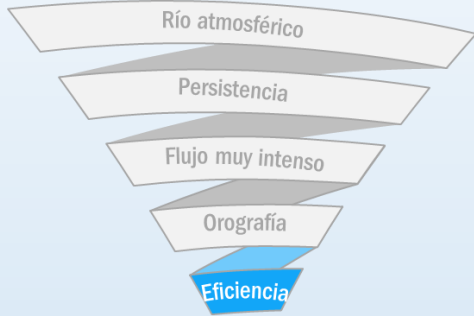 Río atmosférico
Persistencia
Flujo muy intenso
Orografía
Eficiencia